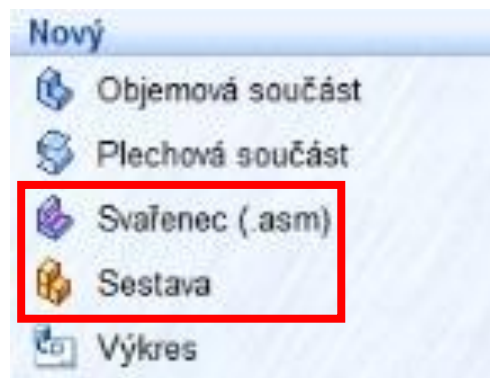 Nový
Objemová součást
Plechová součást
Svařenec (.asm)
Sestava
Výkres